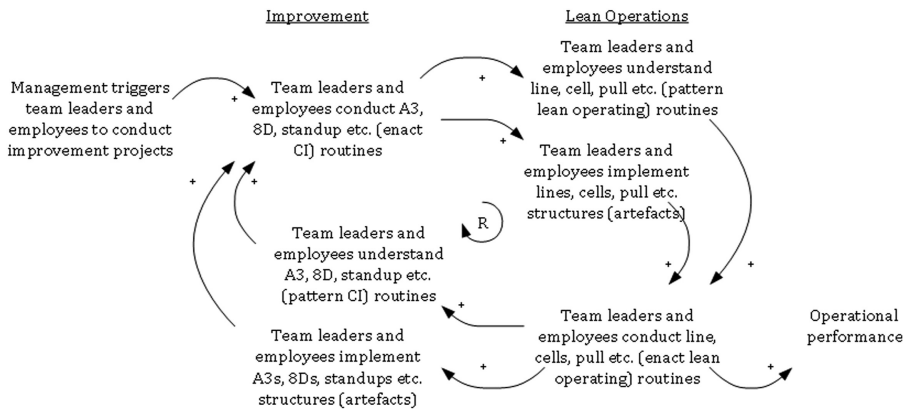 Improvement
Lean Operations
Management triggers
team leaders and
employees to conduct
improvement projects
+
Team leaders and
employees conduct A3,
8D, standup etc. (enact
CI) routines
+
+
Team leaders and
employees understand
line, cell, pull etc. (pattern
lean operating) routines
Team leaders and
employees implement
lines, cells, pull etc.
structures (artefacts)
+
+
R
Team leaders and
employees understand
A3, 8D, standup etc.
(pattern CI) routines
+
+
+
+
Team leaders and
employees implement
A3s, 8Ds, standups etc.
structures (artefacts)
Team leaders and
employees conduct line,
cells, pull etc. (enact lean
operating) routines
+
Operational
performance